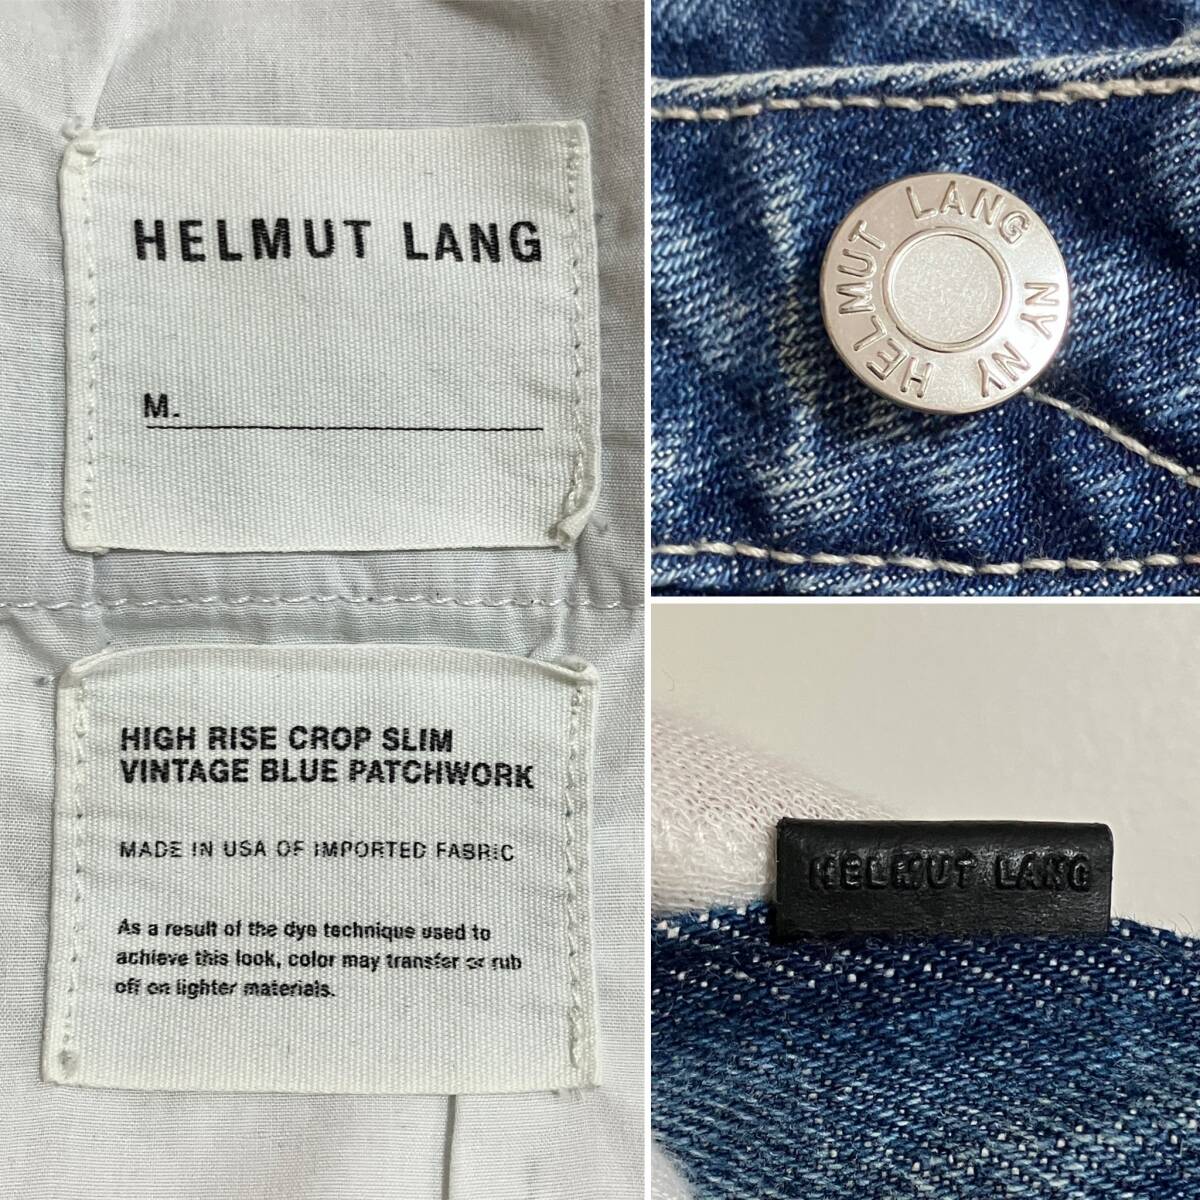 HELMUT LANG
M.
HIGH RISE CROP SLIM
VINTAGE BLUE PATCHWORK
MADE IN USA OF IMPORTED FABRIC
As a result of the dye technique used to
achieve this look, color may transfer or rub
off on lighter materials.
HELMUT LANG NY NY
HELMUT LANG